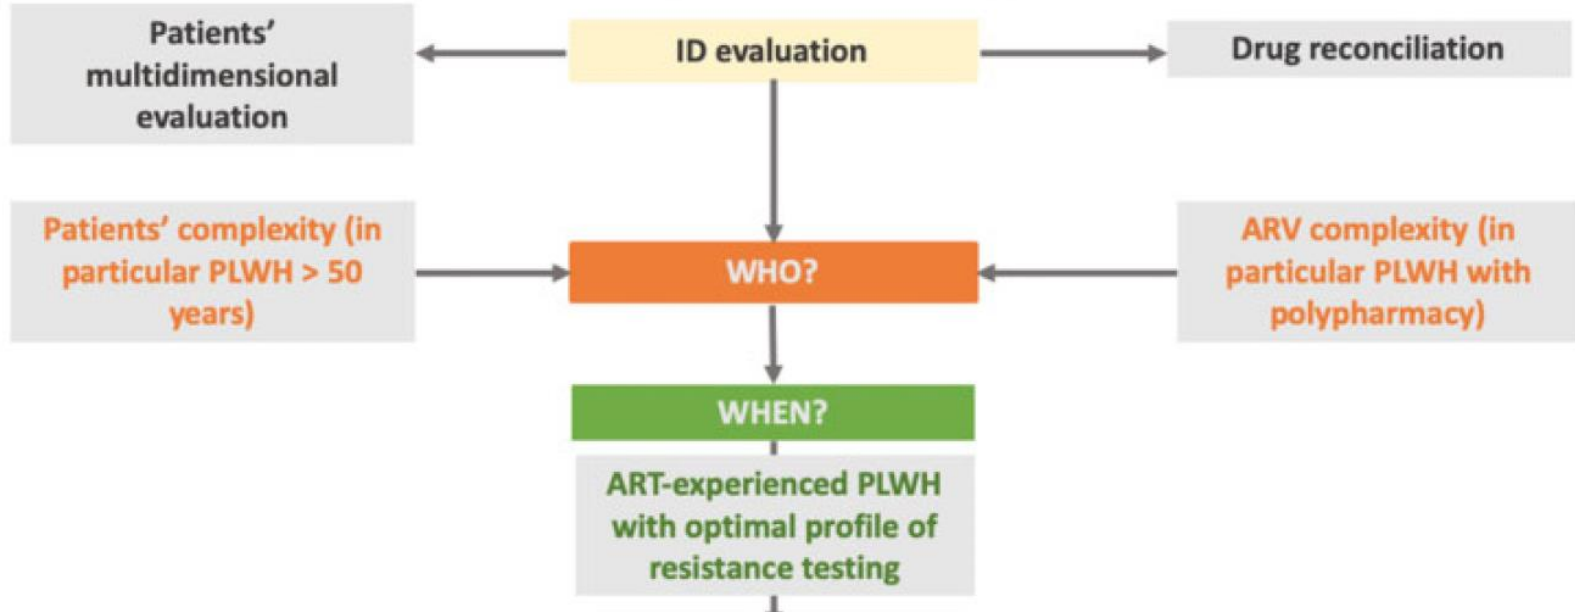 Patients'
multidimensional
evaluation
ID evaluation
Drug reconciliation
Patients' complexity (in
particular PLWH > 50
years)
WHO?
ARV complexity (in
particular PLWH with
polypharmacy)
WHEN?
ART-experienced PLWH
with optimal profile of
resistance testing